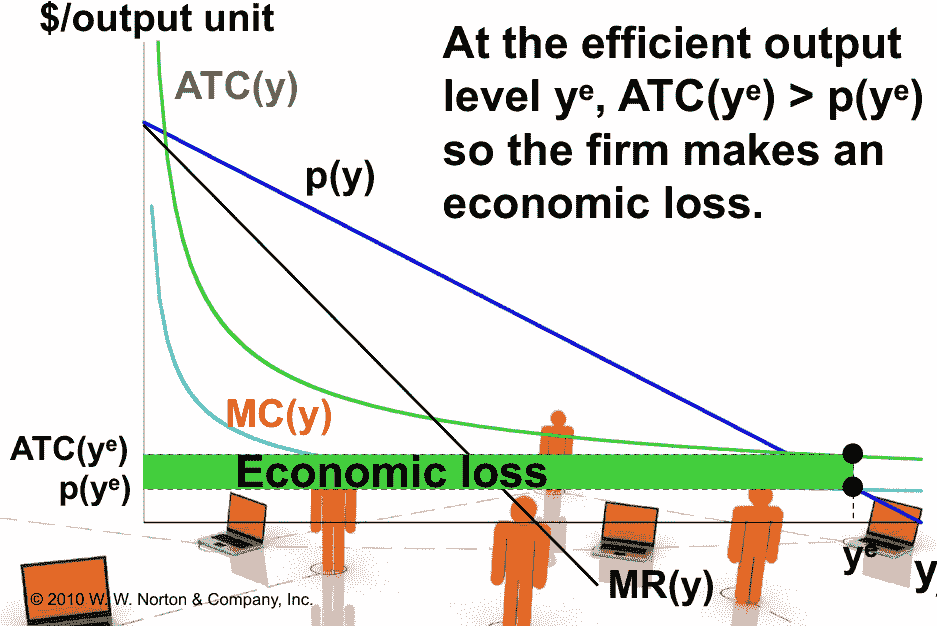 $/output unit
At the efficient output
level yᵉ, ATC(yᵉ) > p(yᵉ)
so the firm makes an
economic loss.
ATC(y)
p(y)
MC(y)
ATC(yᵉ)
Economic loss
p(yᵉ)
yᵉ
y
MR(y)
© 2010 W. W. Norton & Company, Inc.